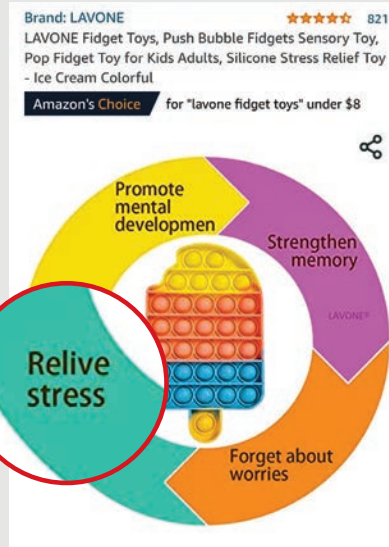 Brand: LAVONE
821
LAVONE Fidget Toys, Push Bubble Fidgets Sensory Toy,
Pop Fidget Toy for Kids Adults, Silicone Stress Relief Toy
- Ice Cream Colorful
Amazon's Choice for "lavone fidget toys" under $8
Promote
mental
developmen
Strengthen
memory
LAVONE®
Relive
stress
Forget about
worries